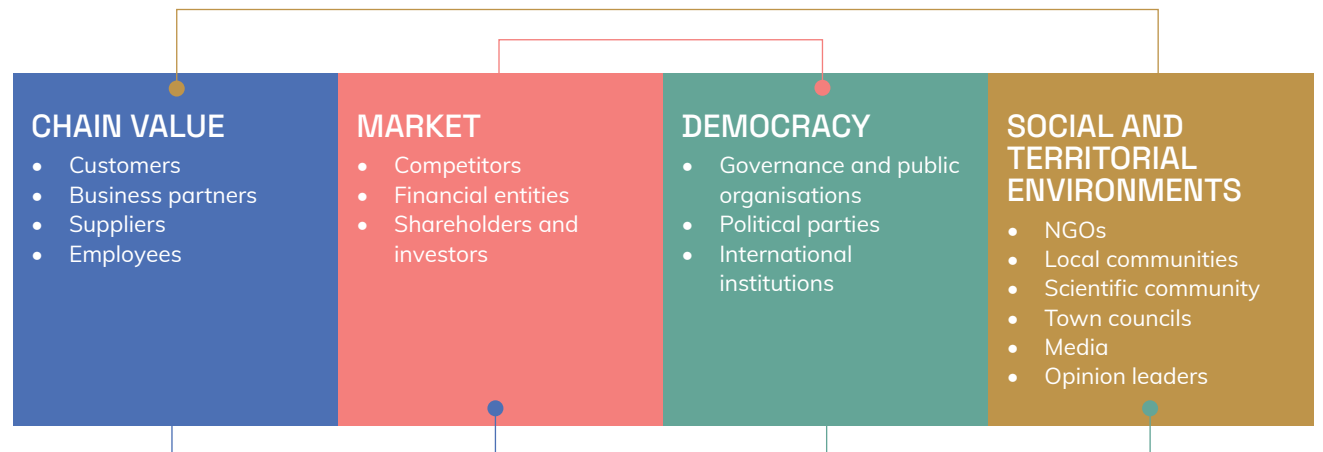 CHAIN VALUE
• Customers
• Business partners
• Suppliers
• Employees
MARKET
• Competitors
• Financial entities
• Shareholders and
investors
DEMOCRACY
• Governance and public
organisations
• Political parties
• International
institutions
SOCIAL AND
TERRITORIAL
ENVIRONMENTS
• NGOs
• Local communities
• Scientific community
• Town councils
• Media
• Opinion leaders